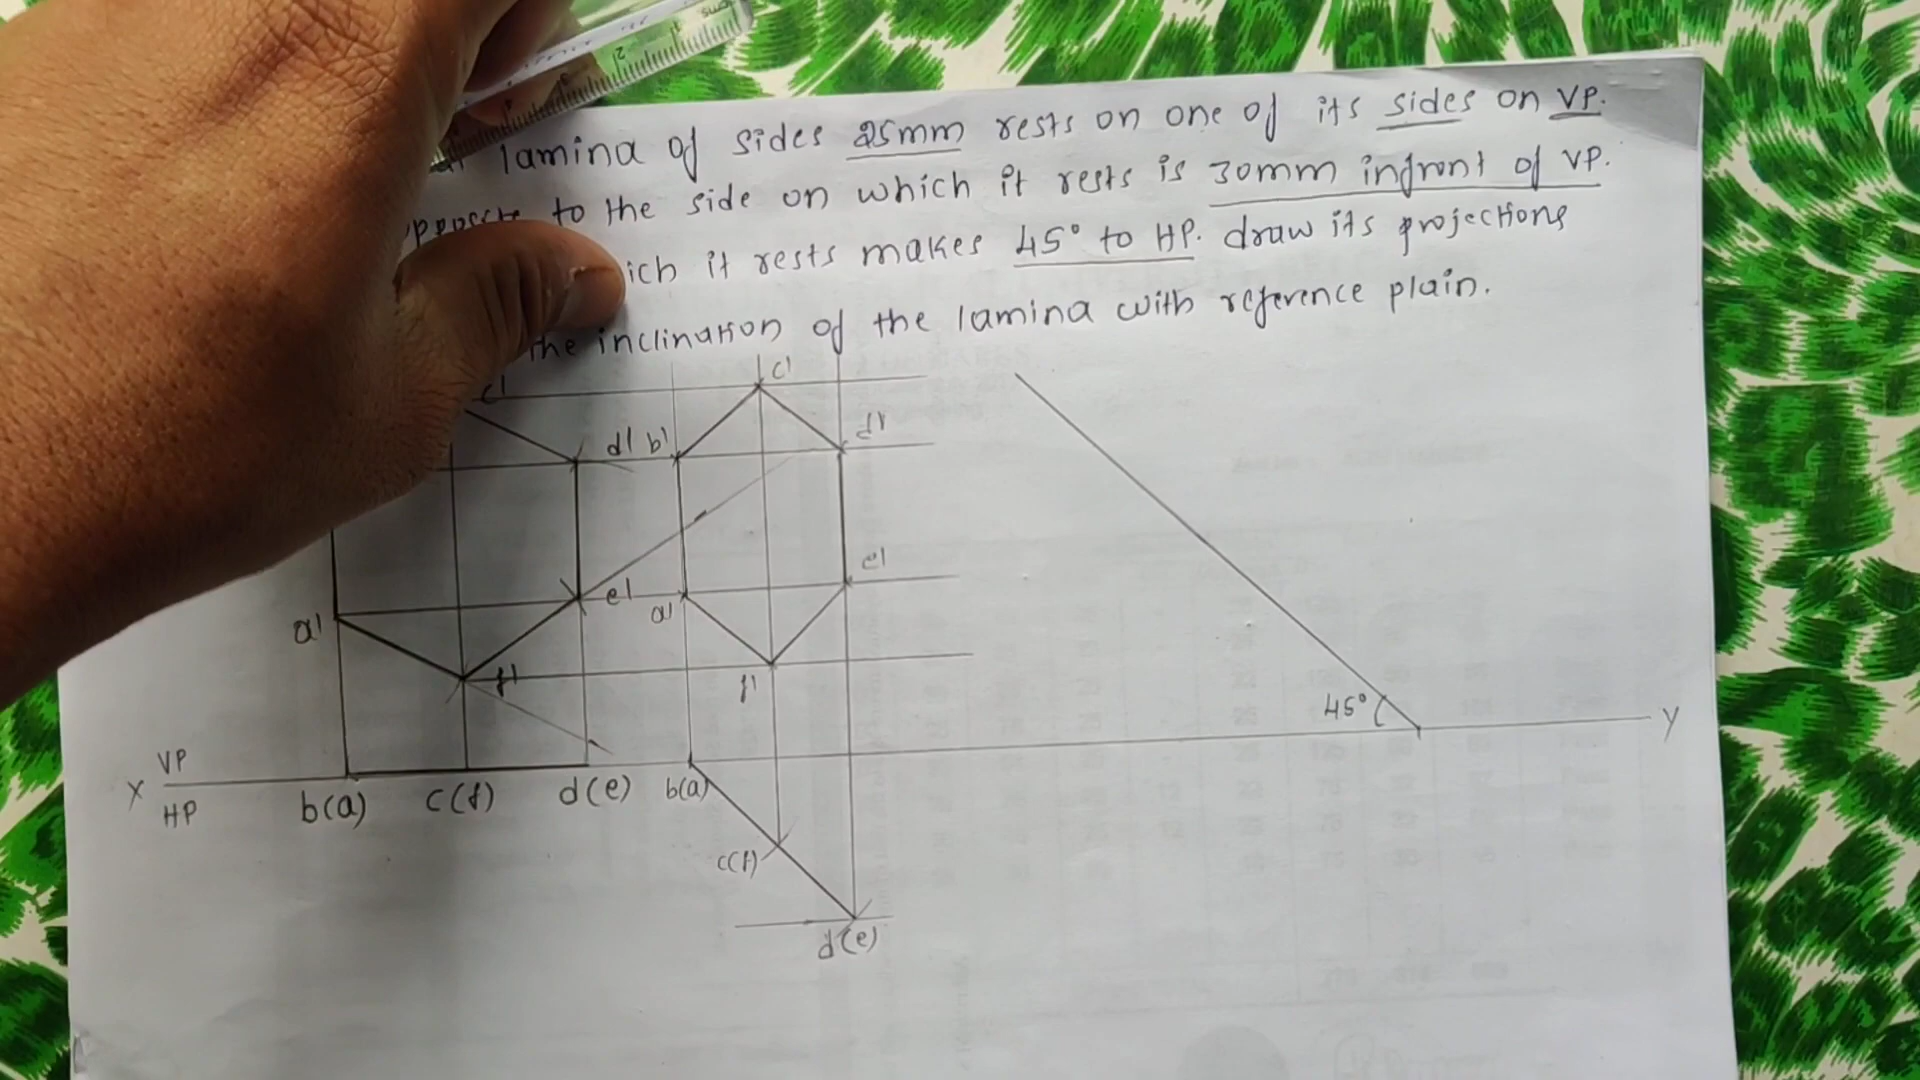 lamina of sides 25mm rests on one of its sides on VP.
to the side on which it rests is 30mm infront of VP.
it rests makes 45° to HP. draw its projections
the inclination of the lamina with reference plain.
c' c'
d' b' d'
e' a' e'
a'
f' f'
45°
X VP Y
HP b(a) c(f) d(e) b(a)
c(f)
d(e)